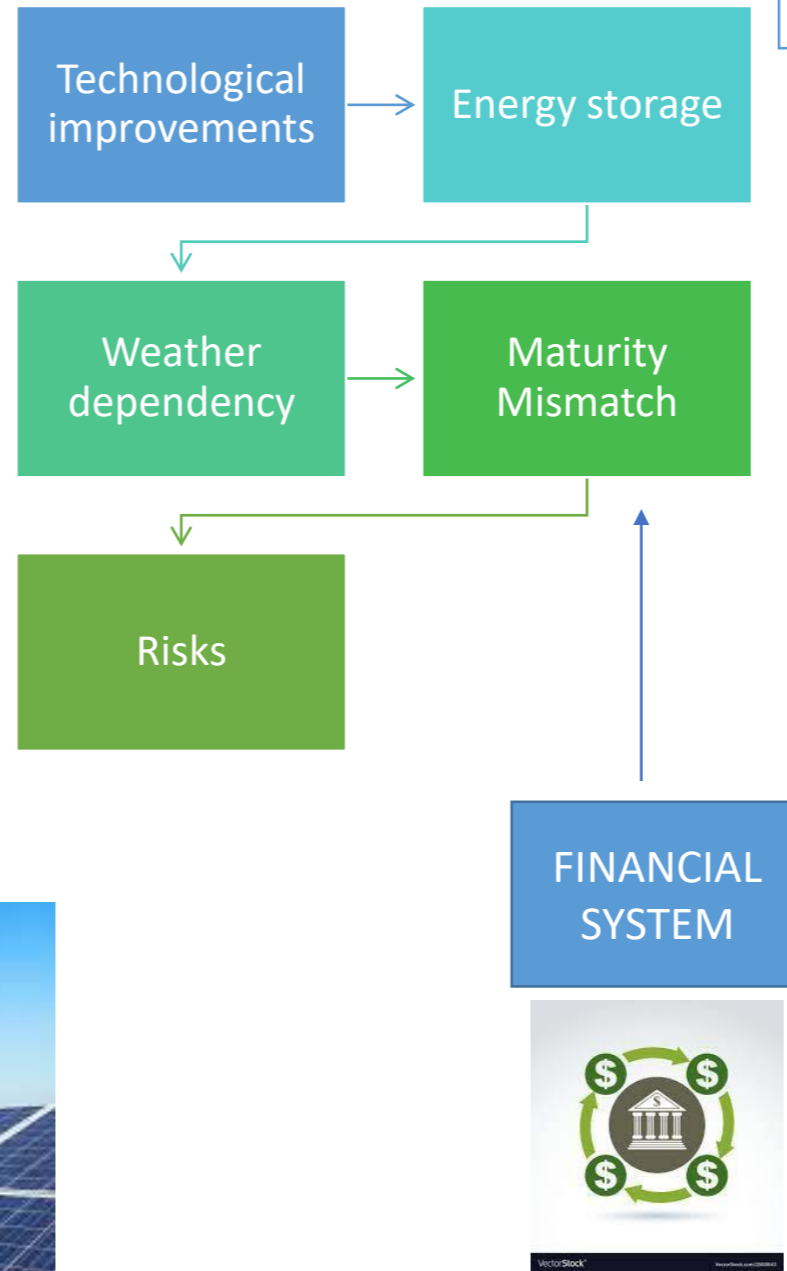 Technological
improvements
Energy storage
Weather
dependency
Maturity
Mismatch
Risks
FINANCIAL
SYSTEM
$ $
$
$ $
VectorStock®